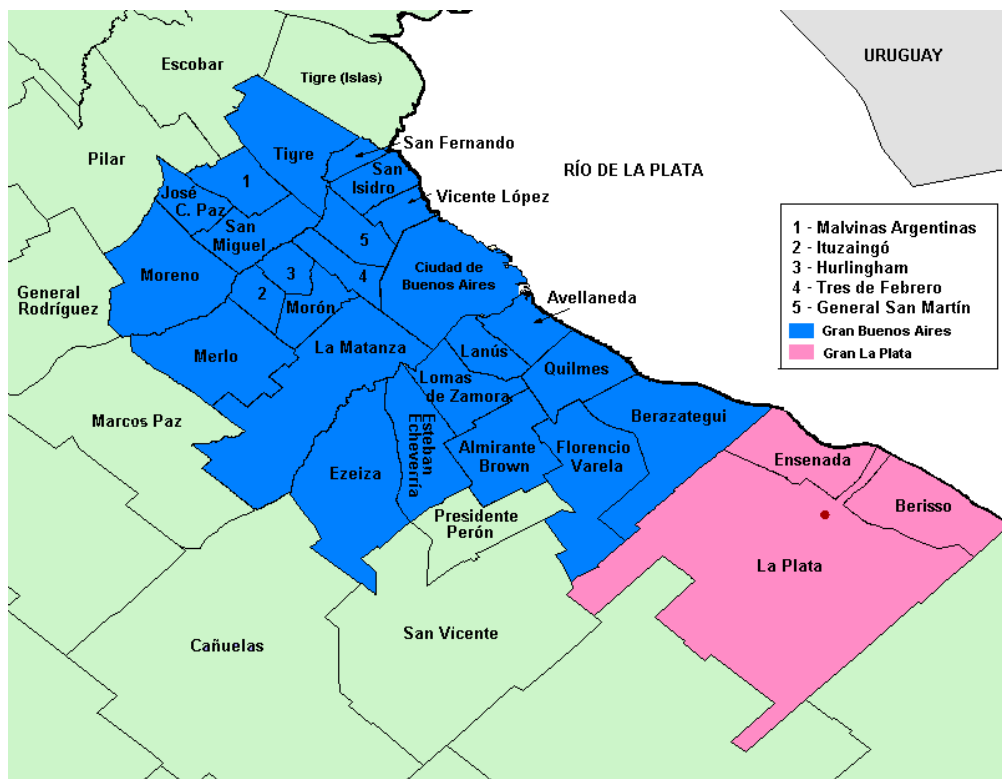 Escobar
Tigre (Islas)
URUGUAY
Pilar
Tigre
San Fernando
RÍO DE LA PLATA
1
San
Isidro
José
C. Paz
Vicente López
San
Miguel
5
Moreno
3
4
Ciudad de
Buenos Aires
2
Morón
Avellaneda
General
Rodríguez
Merlo
La Matanza
Lanús
Quilmes
Lomas
de Zamora
Marcos Paz
Esteban
Echeverría
Berazategui
Almirante
Brown
Florencio
Varela
Ezeiza
Ensenada
Berisso
Presidente
Perón
La Plata
San Vicente
Cañuelas
1 - Malvinas Argentinas
2 - Ituzaingó
3 - Hurlingham
4 - Tres de Febrero
5 - General San Martín
Gran Buenos Aires
Gran La Plata